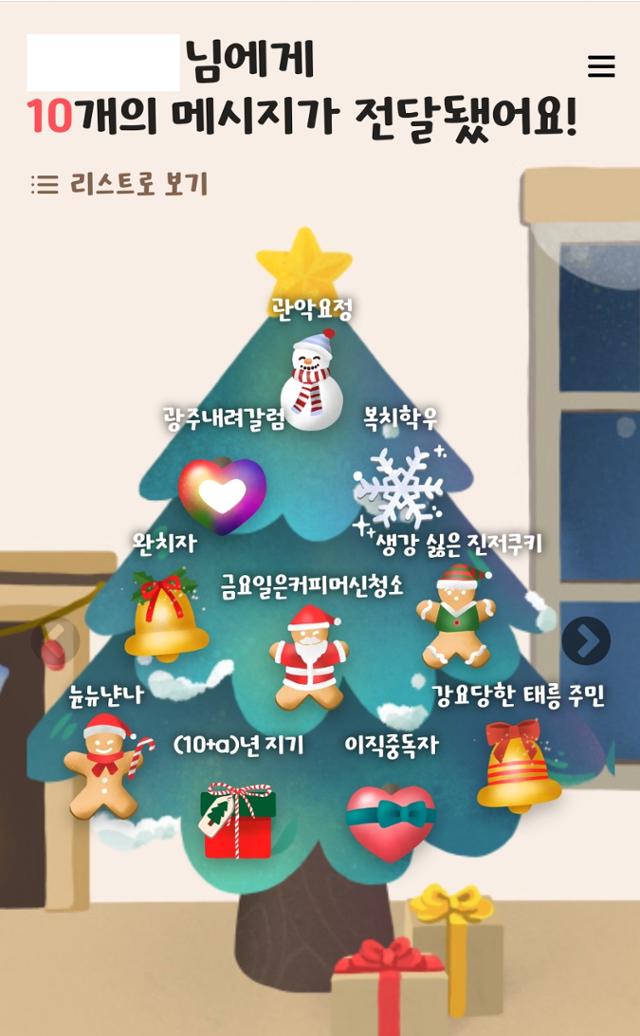 님에게
10개의 메시지가 전달됐어요!
리스트로 보기
관악요정
광주내려갈럼 복치학우
완치자 생강 싫은 진저쿠키
금요일은커피머신청소
눈뉴냔나 강요당한 태릉 주민
(10+a)년 지기 이직중독자